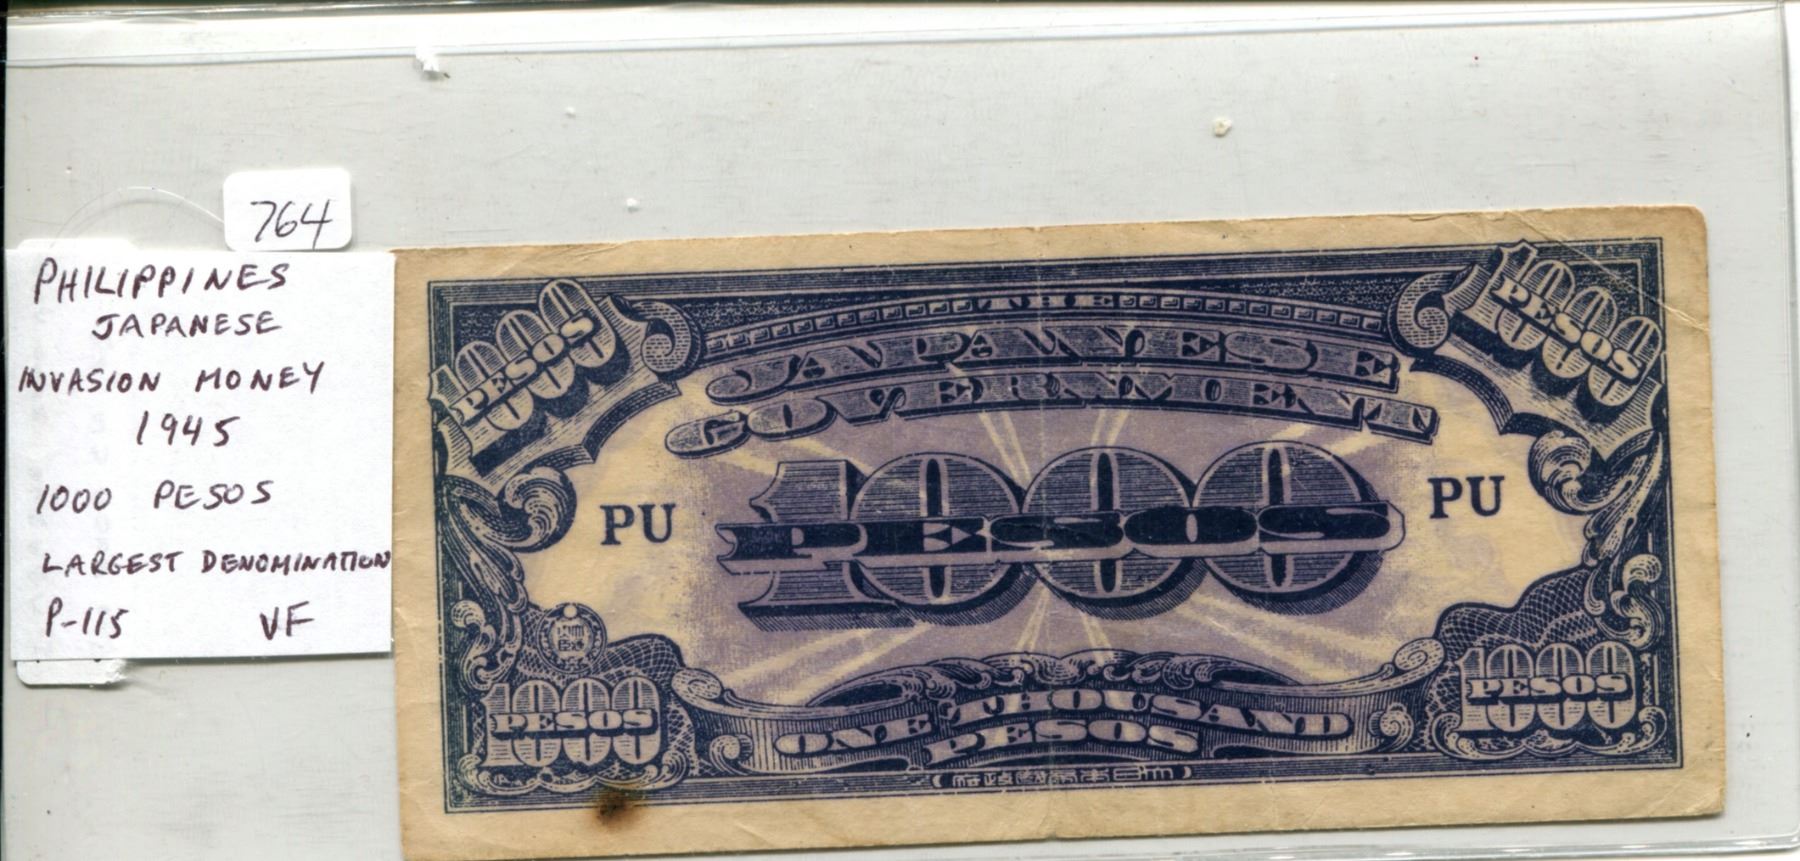 764
PHILIPPINES
JAPANESE
INVASION MONEY
1945
1000 PESOS
LARGEST DENOMINATION
P-115 VF
1000 PESOS
1000 PESOS
THE
JAPANESE
GOVERNMENT
PU
1000 PESOS
PU
1000 PESOS
ONE THOUSAND
PESOS
1000 PESOS